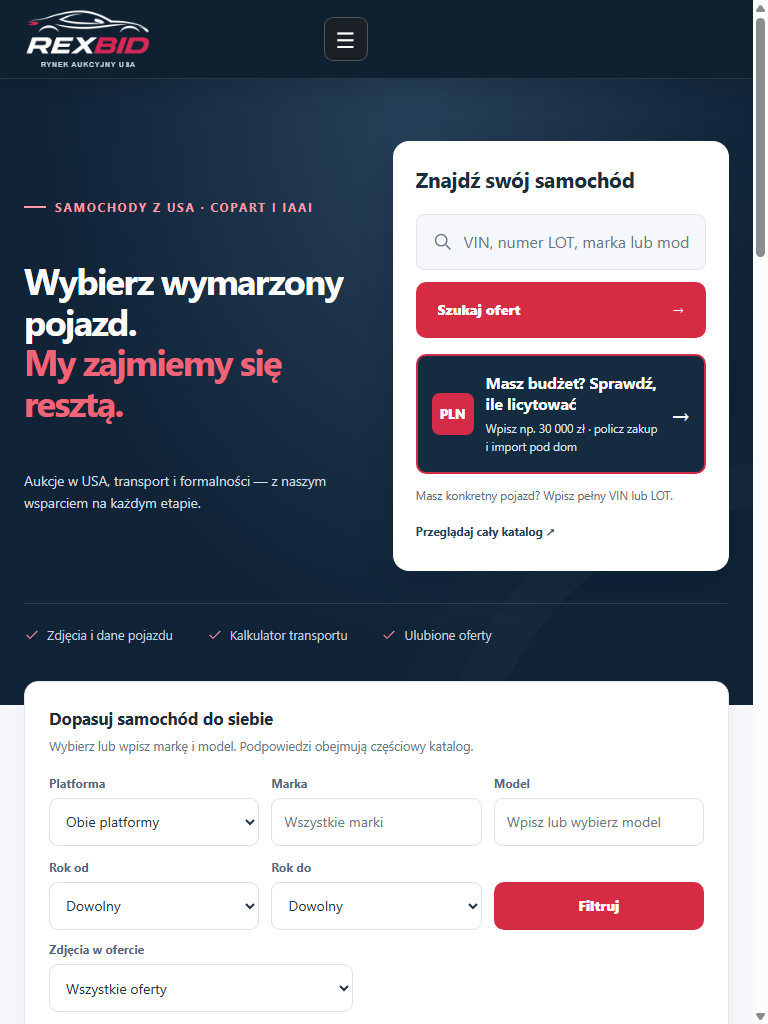 REXBID
RYNEK AUKCYJNY USA
☰
SAMOCHODY Z USA · COPART I IAAI
Wybierz wymarzony
pojazd.
My zajmiemy się
resztą.
Aukcje w USA, transport i formalności — z naszym
wsparciem na każdym etapie.
Znajdź swój samochód
VIN, numer LOT, marka lub mod
Szukaj ofert →
PLN
Masz budżet? Sprawdź,
ile licytować
Wpisz np. 30 000 zł · policz zakup
i import pod dom
→
Masz konkretny pojazd? Wpisz pełny VIN lub LOT.
Przeglądaj cały katalog ↗
✓ Zdjęcia i dane pojazdu ✓ Kalkulator transportu ✓ Ulubione oferty
Dopasuj samochód do siebie
Wybierz lub wpisz markę i model. Podpowiedzi obejmują częściowy katalog.
Platforma Marka Model
Obie platformy Wszystkie marki Wpisz lub wybierz model
Rok od Rok do
Dowolny Dowolny Filtruj
Zdjęcia w ofercie
Wszystkie oferty